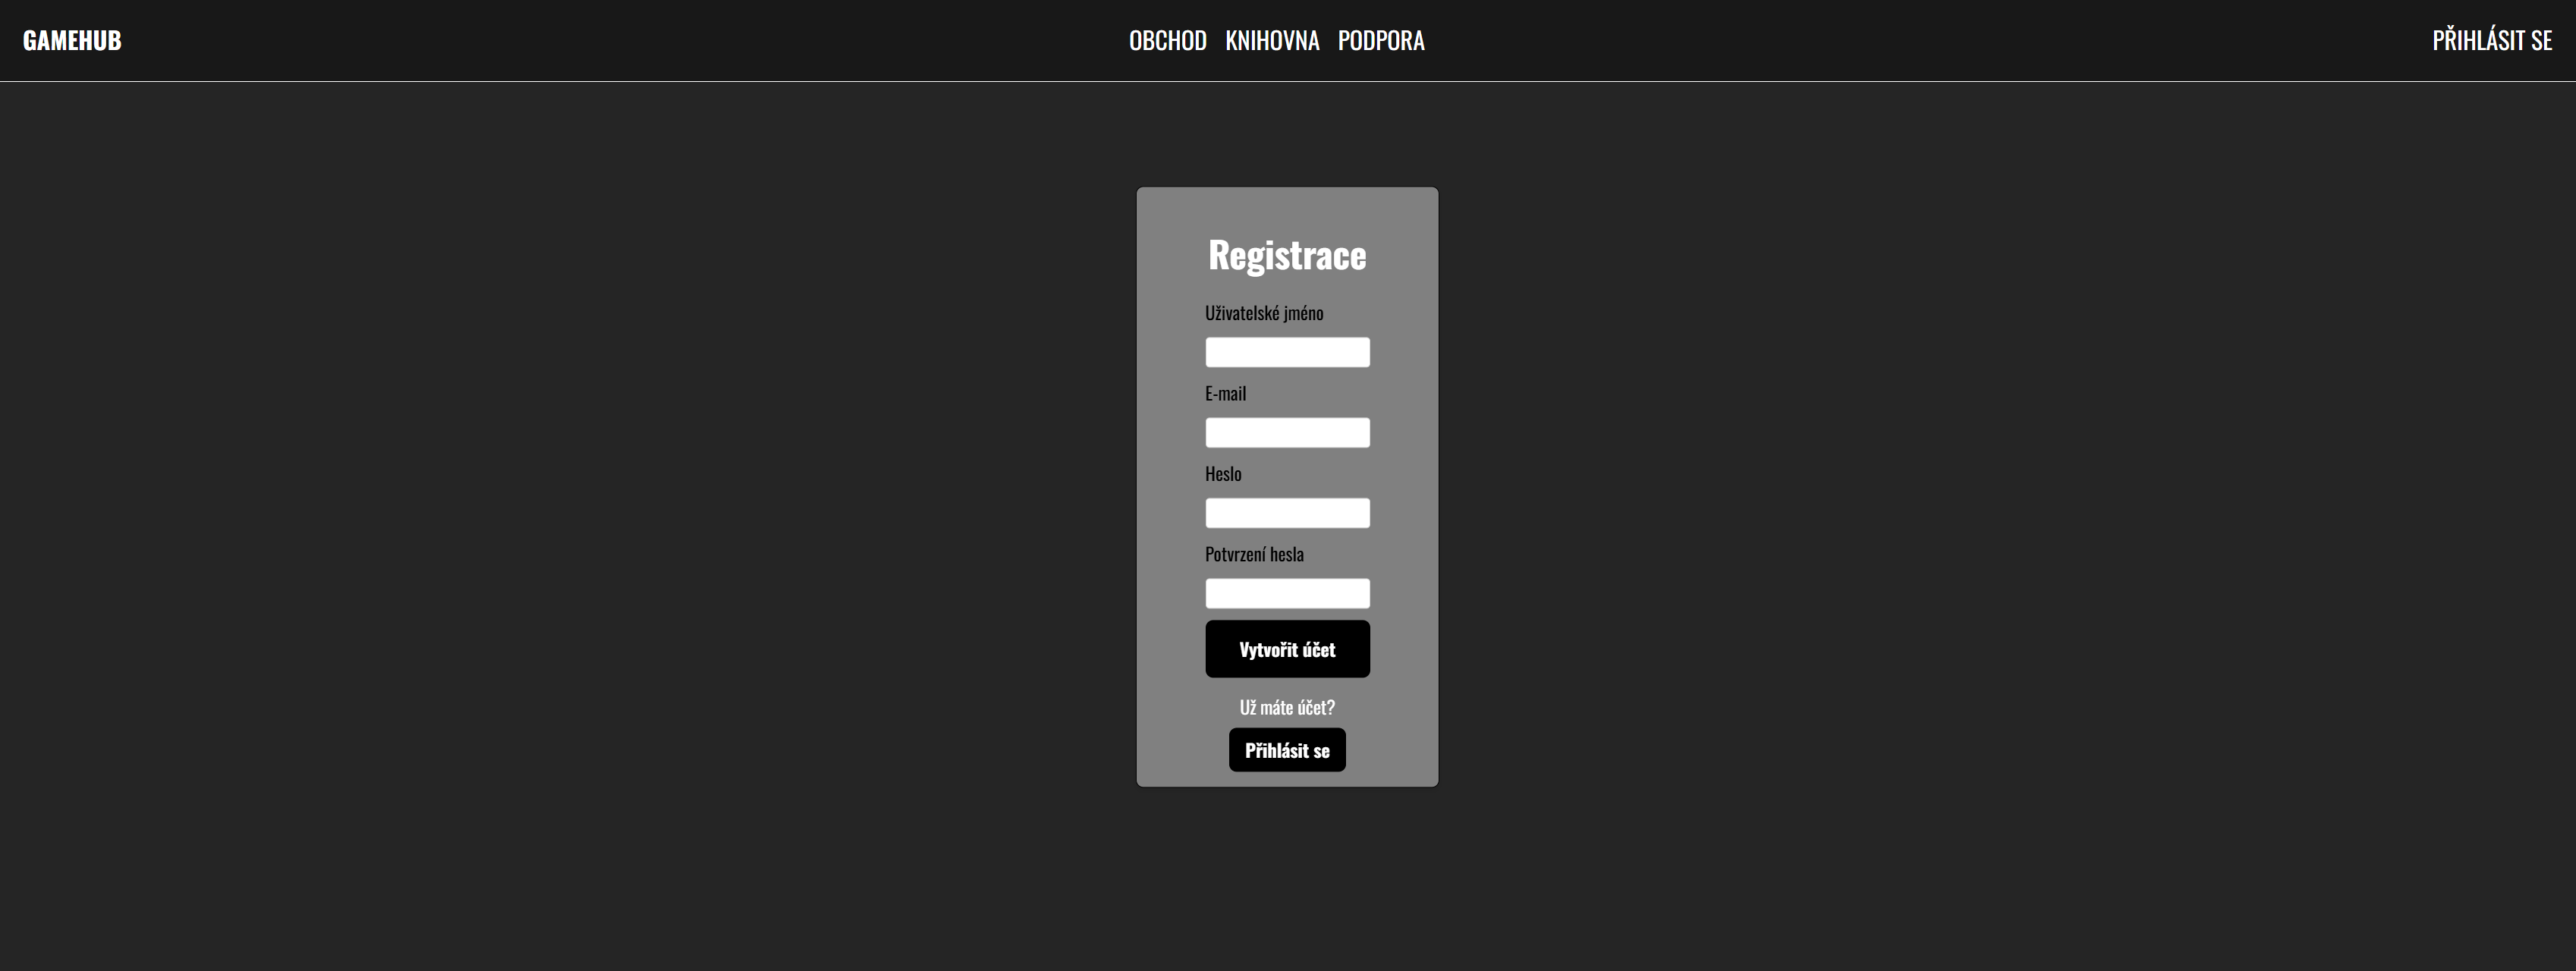 GAMEHUB
OBCHOD KNIHOVNA PODPORA
PŘIHLÁSIT SE
Registrace
Uživatelské jméno
E-mail
Heslo
Potvrzení hesla
Vytvořit účet
Už máte účet?
Přihlásit se